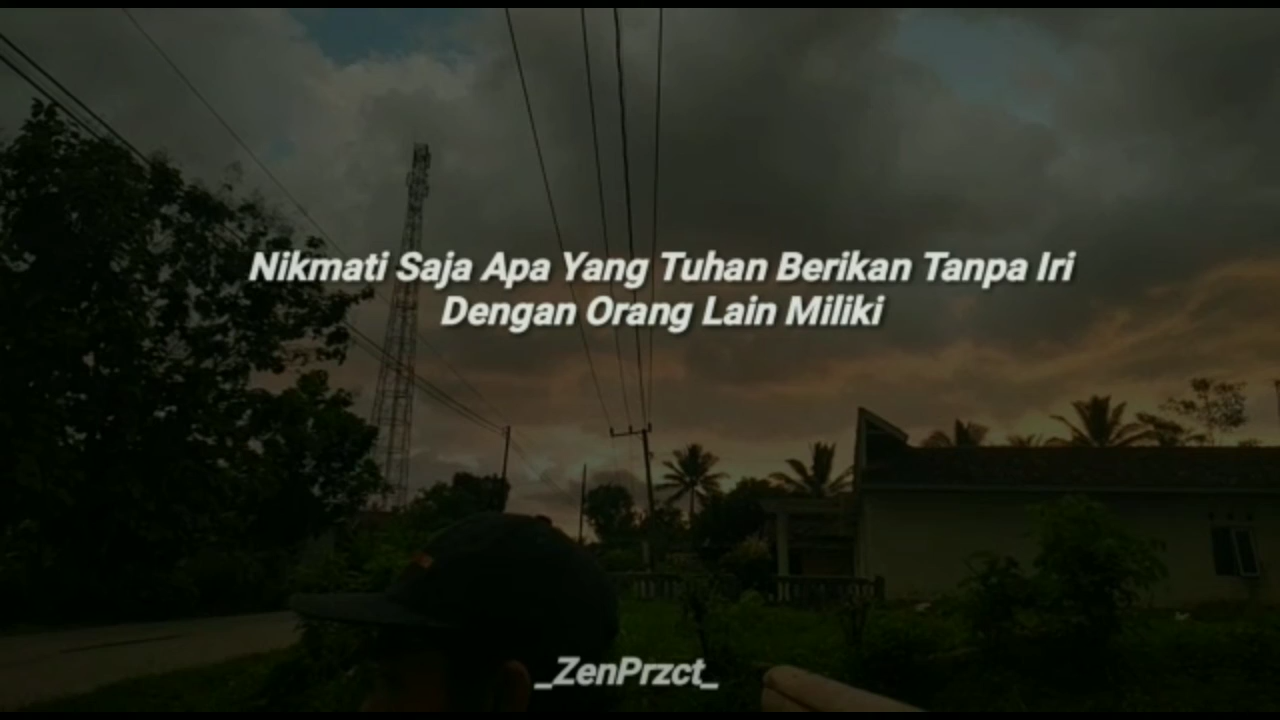 Nikmati Saja Apa Yang Tuhan Berikan Tanpa Iri
Dengan Orang Lain Miliki
_ZenPrzct_